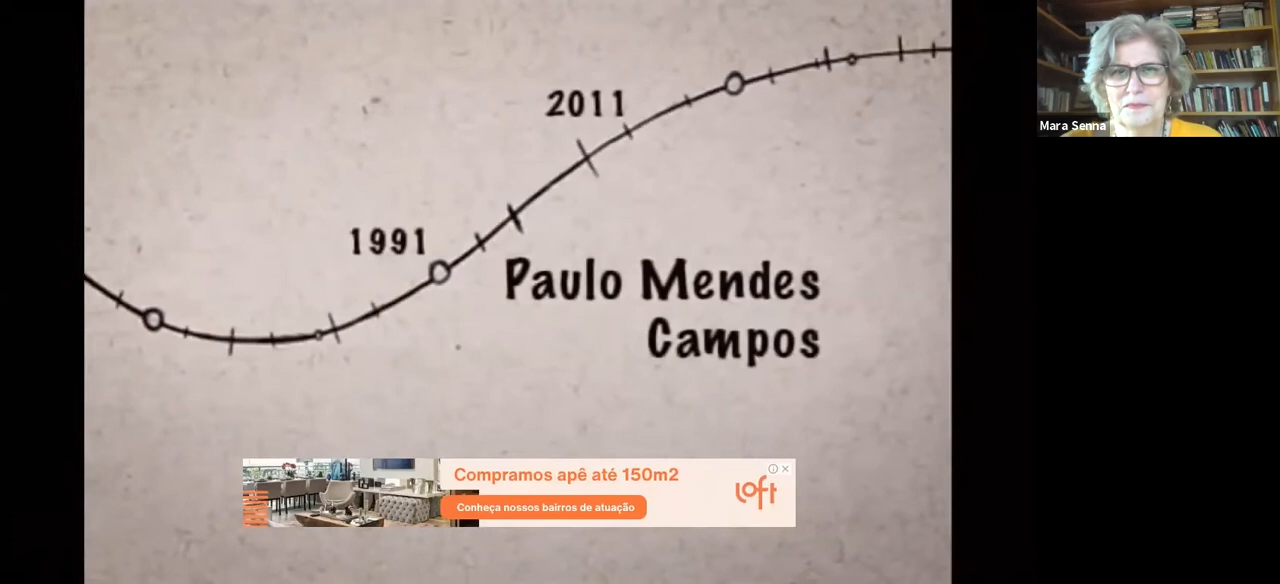 2011
1991
Paulo Mendes
Campos
Mara Senna
Compramos apê até 150m2
Conheça nossos bairros de atuação
loft